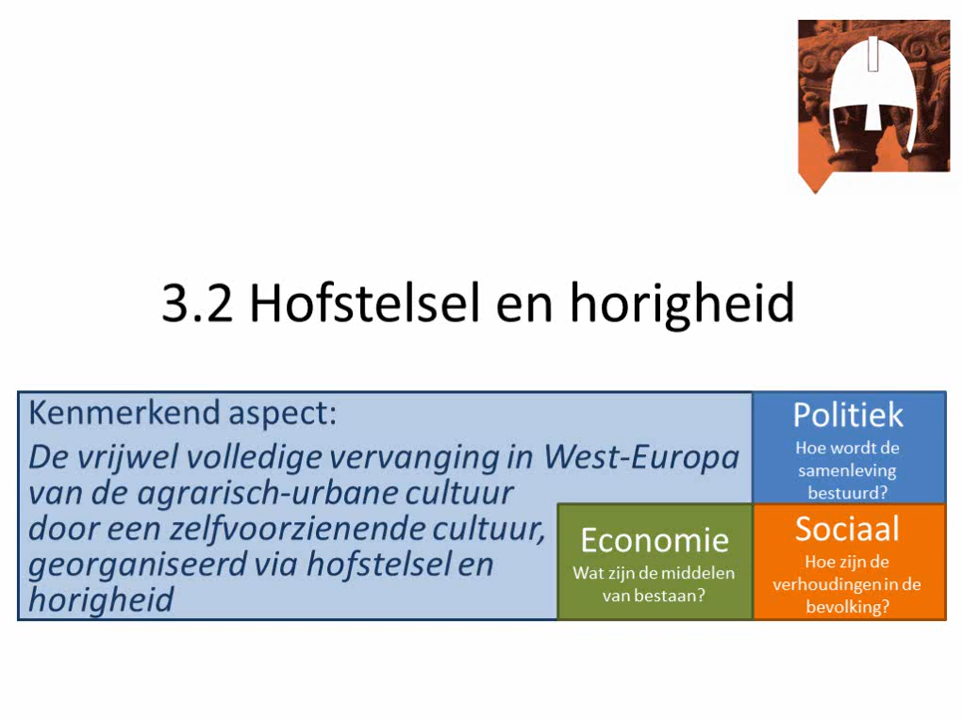 3.2 Hofstelsel en horigheid
Kenmerkend aspect:
De vrijwel volledige vervanging in West-Europa
van de agrarisch-urbane cultuur
door een zelfvoorzienende cultuur,
georganiseerd via hofstelsel en
horigheid
Politiek
Hoe wordt de
samenleving
bestuurd?
Economie
Wat zijn de middelen
van bestaan?
Sociaal
Hoe zijn de
verhoudingen in de
bevolking?